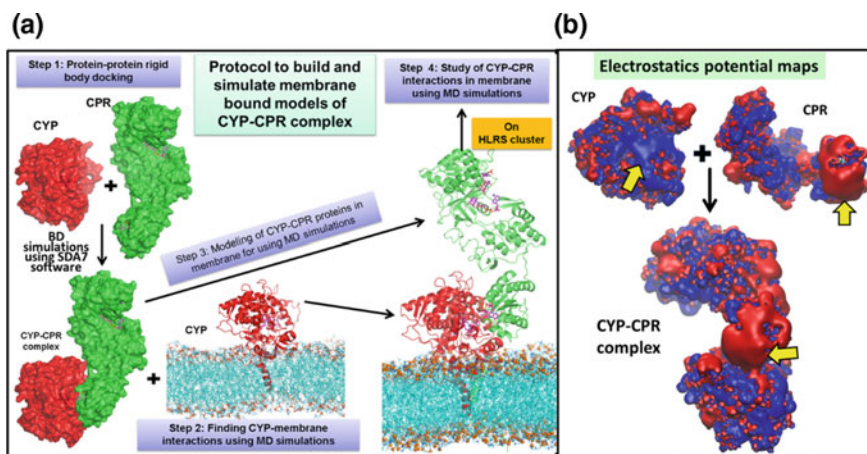 (a)
Step 1: Protein-protein rigid
body docking
CPR
CYP
+
BD
simulations
using SDA7
software
CYP-CPR
complex
+
Protocol to build and
simulate membrane
bound models of
CYP-CPR complex
Step 3: Modeling of CYP-CPR proteins in
membrane for using MD simulations
CYP
Step 2: Finding CYP-membrane
interactions using MD simulations
Step 4: Study of CYP-CPR
interactions in membrane
using MD simulations
On
HLRS cluster
(b)
Electrostatics potential maps
CYP
+
CPR
CYP-CPR
complex